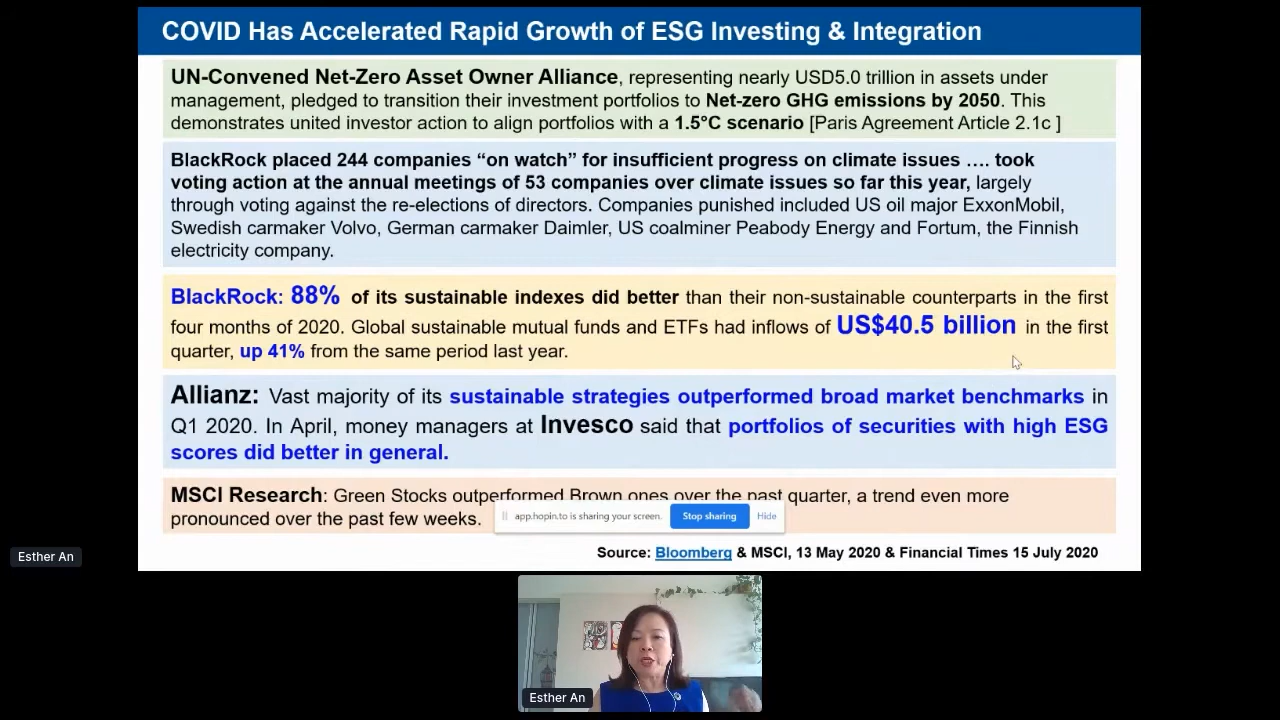 COVID Has Accelerated Rapid Growth of ESG Investing & Integration
UN-Convened Net-Zero Asset Owner Alliance, representing nearly USD5.0 trillion in assets under
management, pledged to transition their investment portfolios to Net-zero GHG emissions by 2050. This
demonstrates united investor action to align portfolios with a 1.5°C scenario [Paris Agreement Article 2.1c ]
BlackRock placed 244 companies “on watch” for insufficient progress on climate issues …. took
voting action at the annual meetings of 53 companies over climate issues so far this year, largely
through voting against the re-elections of directors. Companies punished included US oil major ExxonMobil,
Swedish carmaker Volvo, German carmaker Daimler, US coalminer Peabody Energy and Fortum, the Finnish
electricity company.
BlackRock: 88% of its sustainable indexes did better than their non-sustainable counterparts in the first
four months of 2020. Global sustainable mutual funds and ETFs had inflows of US$40.5 billion in the first
quarter, up 41% from the same period last year.
Allianz: Vast majority of its sustainable strategies outperformed broad market benchmarks in
Q1 2020. In April, money managers at Invesco said that portfolios of securities with high ESG
scores did better in general.
MSCI Research: Green Stocks outperformed Brown ones over the past quarter, a trend even more
pronounced over the past few weeks.
app.hopin.to is sharing your screen.
Stop sharing
Hide
Source: Bloomberg & MSCI, 13 May 2020 & Financial Times 15 July 2020
Esther An
Esther An